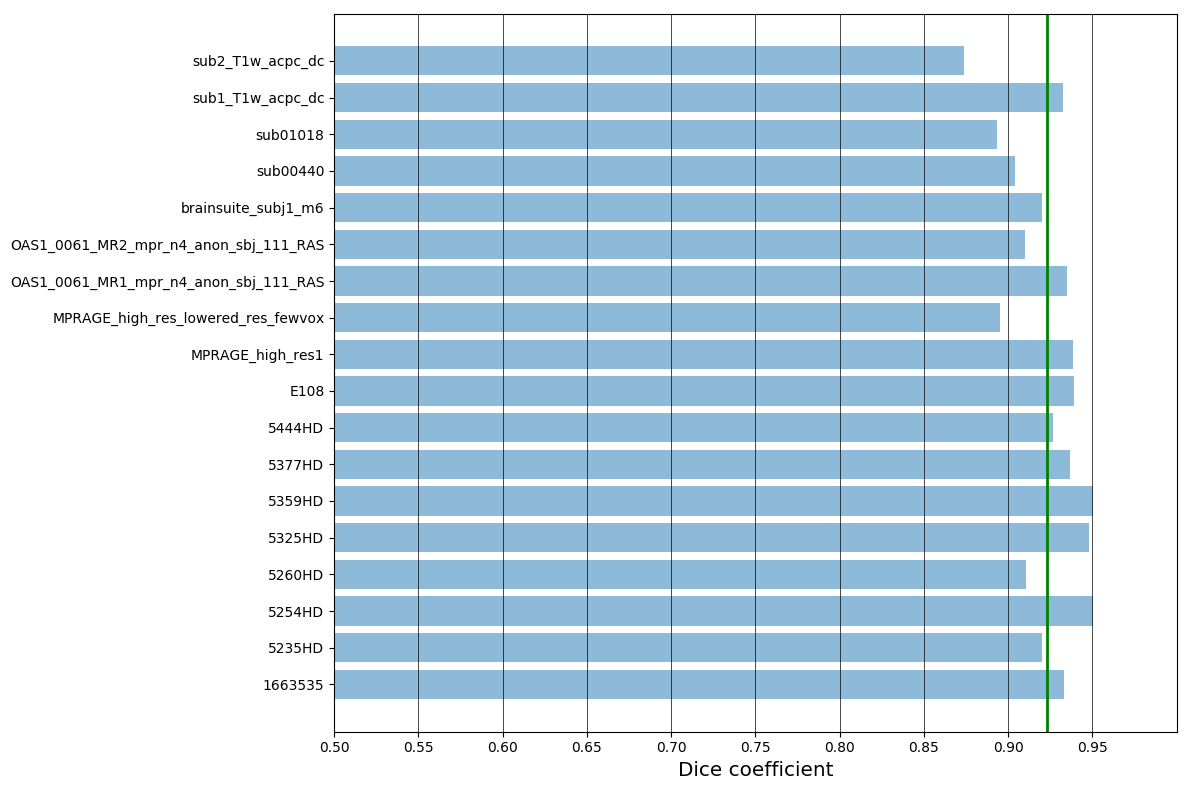 sub2_T1w_acpc_dc
sub1_T1w_acpc_dc
sub01018
sub00440
brainsuite_subj1_m6
OAS1_0061_MR2_mpr_n4_anon_sbj_111_RAS
OAS1_0061_MR1_mpr_n4_anon_sbj_111_RAS
MPRAGE_high_res_lowered_res_fewvox
MPRAGE_high_res1
E108
5444HD
5377HD
5359HD
5325HD
5260HD
5254HD
5235HD
1663535
0.50 0.55 0.60 0.65 0.70 0.75 0.80 0.85 0.90 0.95
Dice coefficient